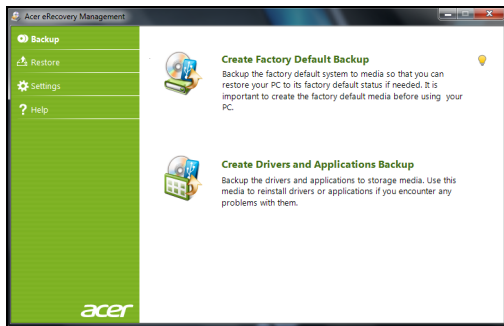 Acer eRecovery Management
Backup
Restore
Settings
Help
Create Factory Default Backup
Backup the factory default system to media so that you can
restore your PC to its factory default status if needed. It is
important to create the factory default media before using your
PC.
Create Drivers and Applications Backup
Backup the drivers and applications to storage media. Use this
media to reinstall drivers or applications if you encounter any
problems with them.
acer